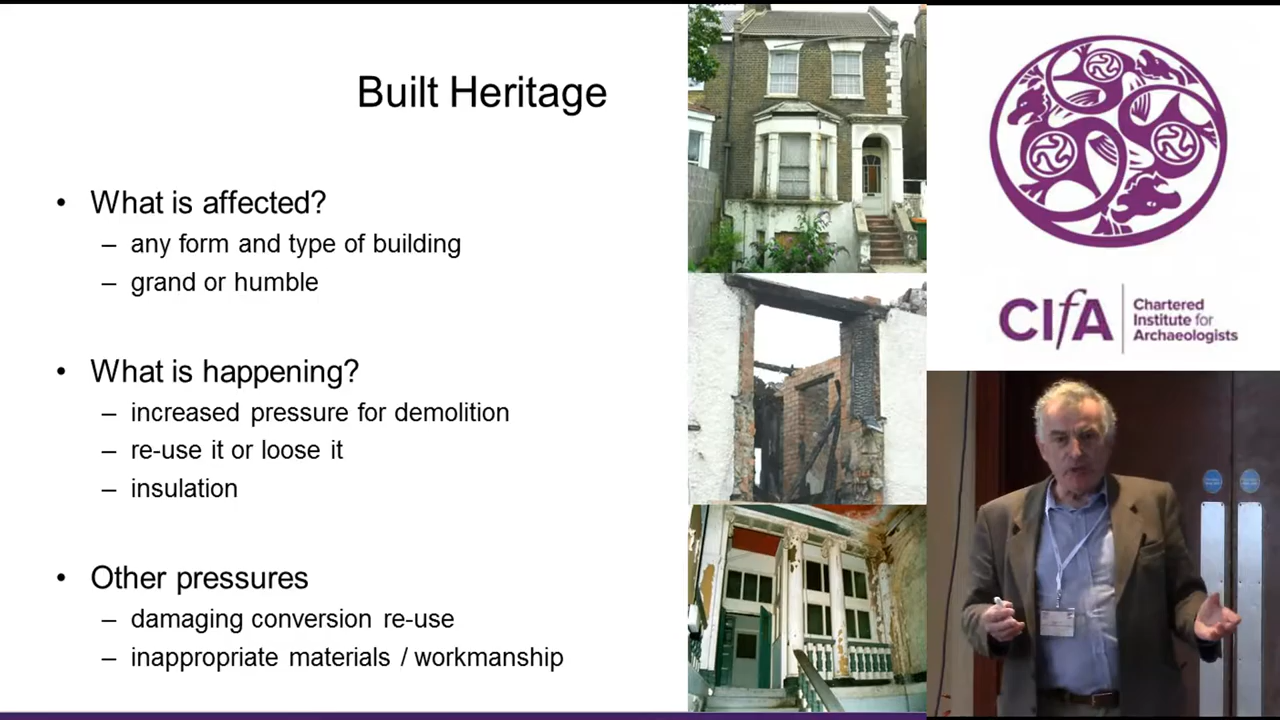 Built Heritage
• What is affected?
– any form and type of building
– grand or humble
• What is happening?
– increased pressure for demolition
– re-use it or loose it
– insulation
• Other pressures
– damaging conversion re-use
– inappropriate materials / workmanship
CIfA
Chartered
Institute for
Archaeologists